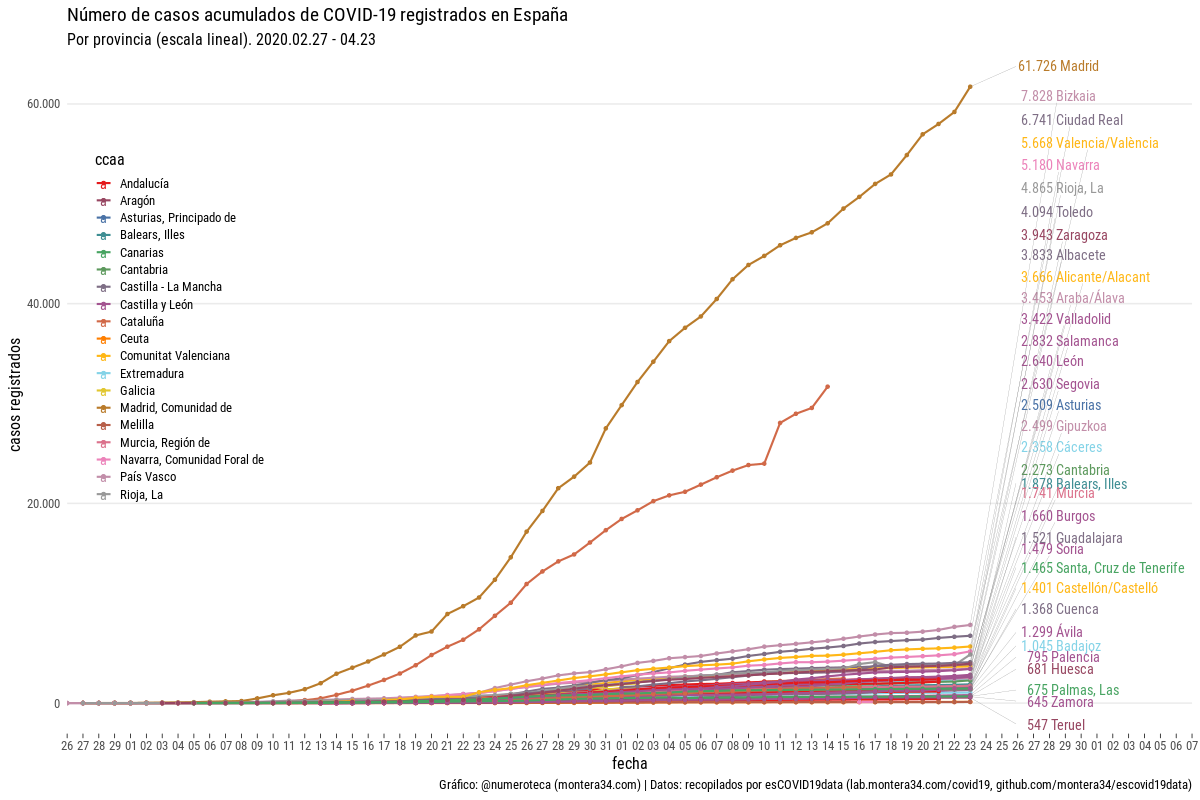 Número de casos acumulados de COVID-19 registrados en España
Por provincia (escala lineal). 2020.02.27 - 04.23
61.726 Madrid
7.828 Bizkaia
60.000
6.741 Ciudad Real
5.668 Valencia/València
ccaa
5.180 Navarra
Andalucía
4.865 Rioja, La
Aragón
4.094 Toledo
Asturias, Principado de
Balears, Illes
3.943 Zaragoza
Canarias
3.833 Albacete
Cantabria
3.666 Alicante/Alacant
Castilla - La Mancha
3.453 Araba/Álava
Castilla y León
40.000
Cataluña
3.422 Valladolid
Ceuta
2.832 Salamanca
Comunitat Valenciana
2.640 León
Extremadura
2.630 Segovia
Galicia
2.509 Asturias
Madrid, Comunidad de
Melilla
2.499 Gipuzkoa
Murcia, Región de
2.358 Cáceres
Navarra, Comunidad Foral de
2.273 Cantabria
País Vasco
1.878 Balears, Illes
Rioja, La
1.741 Murcia
20.000
1.660 Burgos
1.521 Guadalajara
1.479 Soria
1.465 Santa, Cruz de Tenerife
1.401 Castellón/Castelló
1.368 Cuenca
1.299 Ávila
1.045 Badajoz
795 Palencia
681 Huesca
675 Palmas, Las
645 Zamora
0
547 Teruel
casos registrados
26 27 28 29 01 02 03 04 05 06 07 08 09 10 11 12 13 14 15 16 17 18 19 20 21 22 23 24 25 26 27 28 29 30 31 01 02 03 04 05 06 07 08 09 10 11 12 13 14 15 16 17 18 19 20 21 22 23 24 25 26 27 28 29 30 01 02 03 04 05 06 07
fecha
Gráfico: @numeroteca (montera34.com) | Datos: recopilados por esCOVID19data (lab.montera34.com/covid19, github.com/montera34/escovid19data)